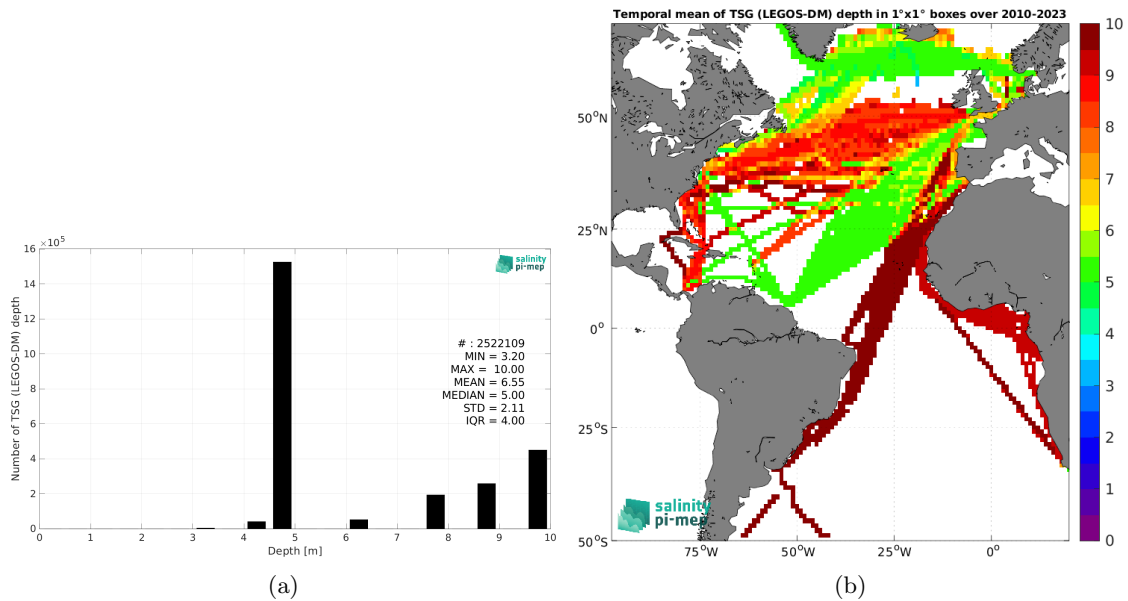 Temporal mean of TSG (LEGOS-DM) depth in 1°x1° boxes over 2010-2023
×10⁵
16
14
12
10
8
6
4
2
0
Number of TSG (LEGOS-DM) depth
salinity
pi-mep
# : 2522109
MIN = 3.20
MAX = 10.00
MEAN = 6.55
MEDIAN = 5.00
STD = 2.11
IQR = 4.00
0 1 2 3 4 5 6 7 8 9 10
Depth [m]
(a)
50°N
25°N
0°
25°S
50°S
salinity
pi-mep
75°W 50°W 25°W 0°
10
9
8
7
6
5
4
3
2
1
0
(b)